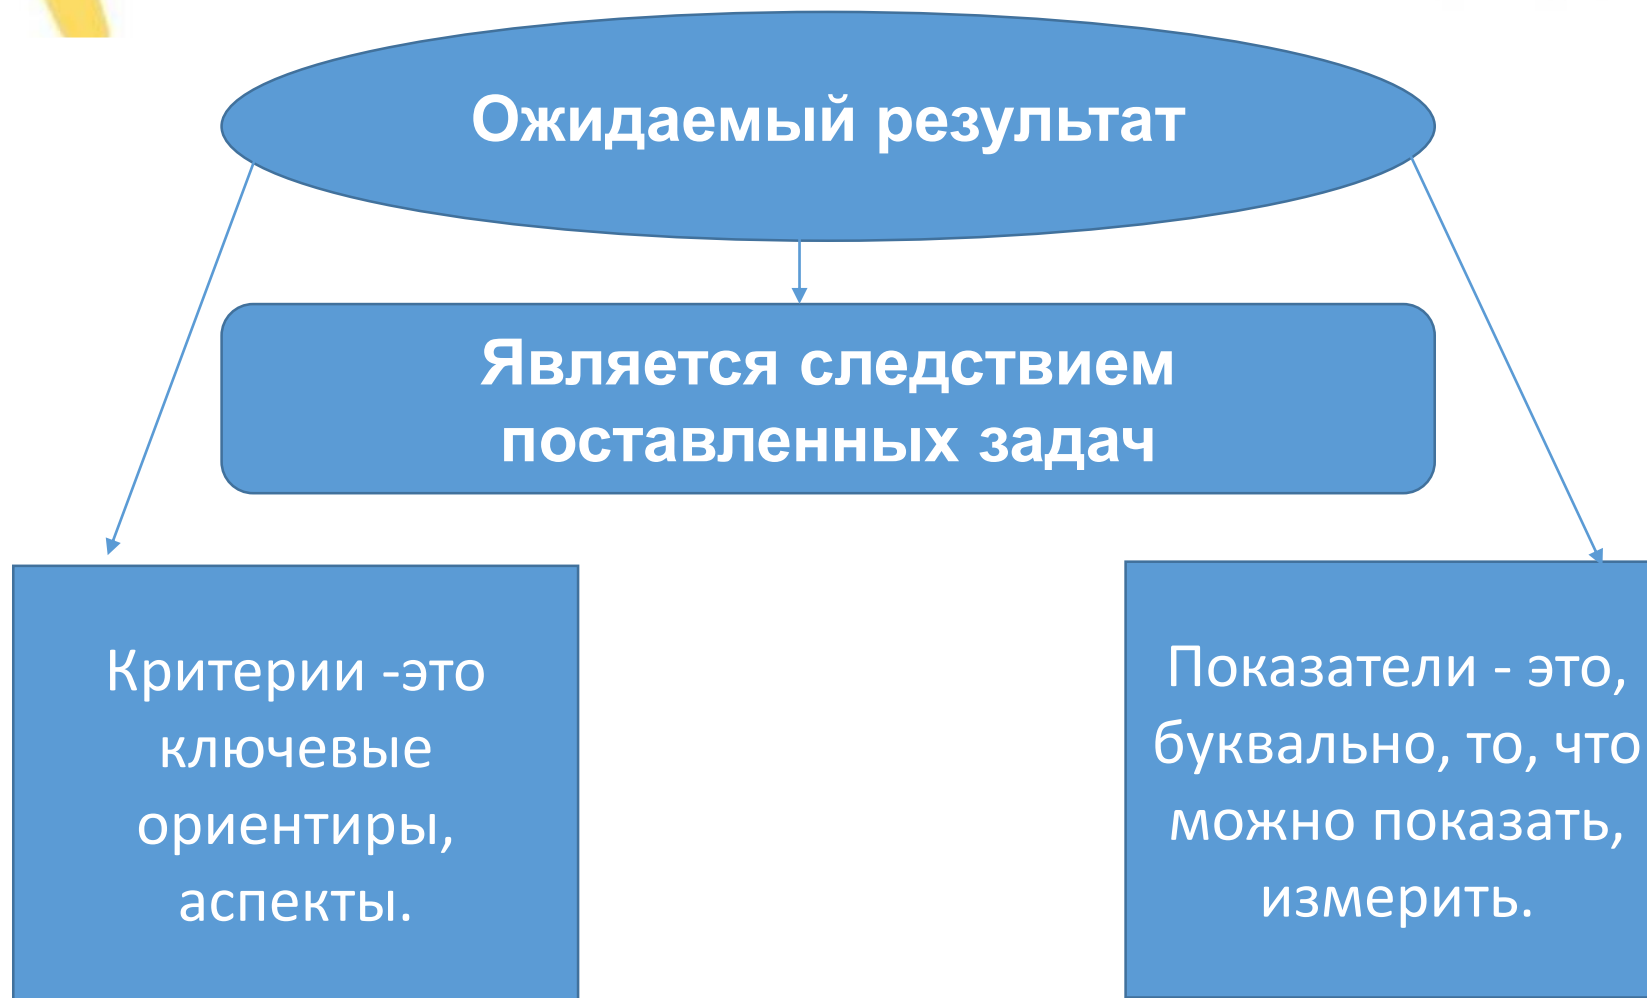 Ожидаемый результат
Является следствием
поставленных задач
Критерии -это
ключевые
ориентиры,
аспекты.
Показатели - это,
буквально, то, что
можно показать,
измерить.